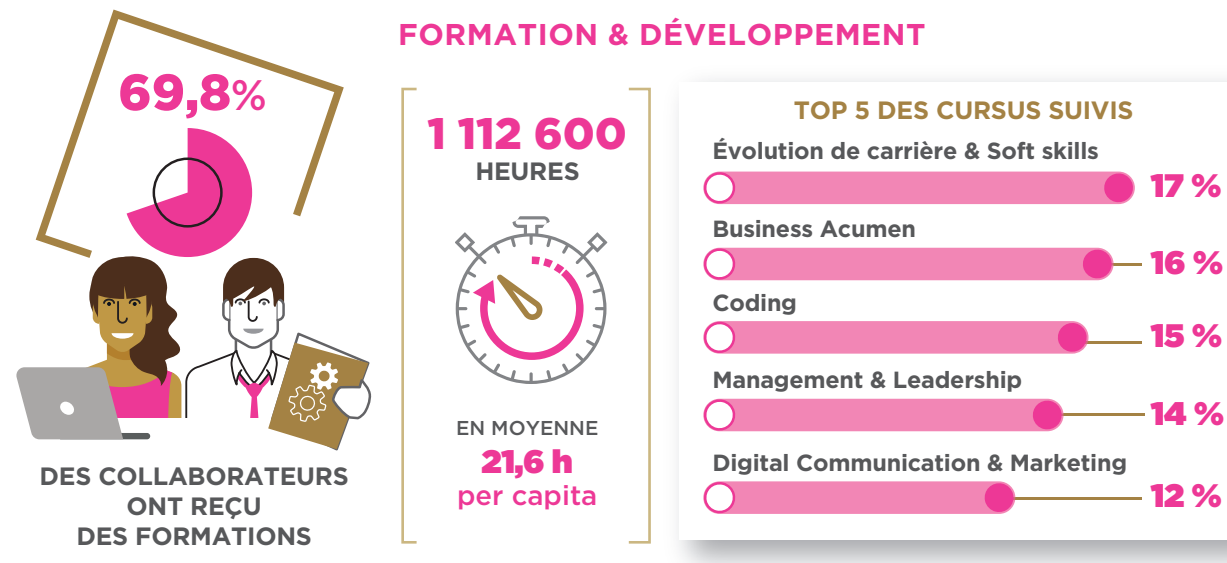 FORMATION & DÉVELOPPEMENT
69,8%
DES COLLABORATEURS
ONT REÇU
DES FORMATIONS
1 112 600
HEURES
EN MOYENNE
21,6 h
per capita
TOP 5 DES CURSUS SUIVIS
Évolution de carrière & Soft skills
17 %
Business Acumen
16 %
Coding
15 %
Management & Leadership
14 %
Digital Communication & Marketing
12 %